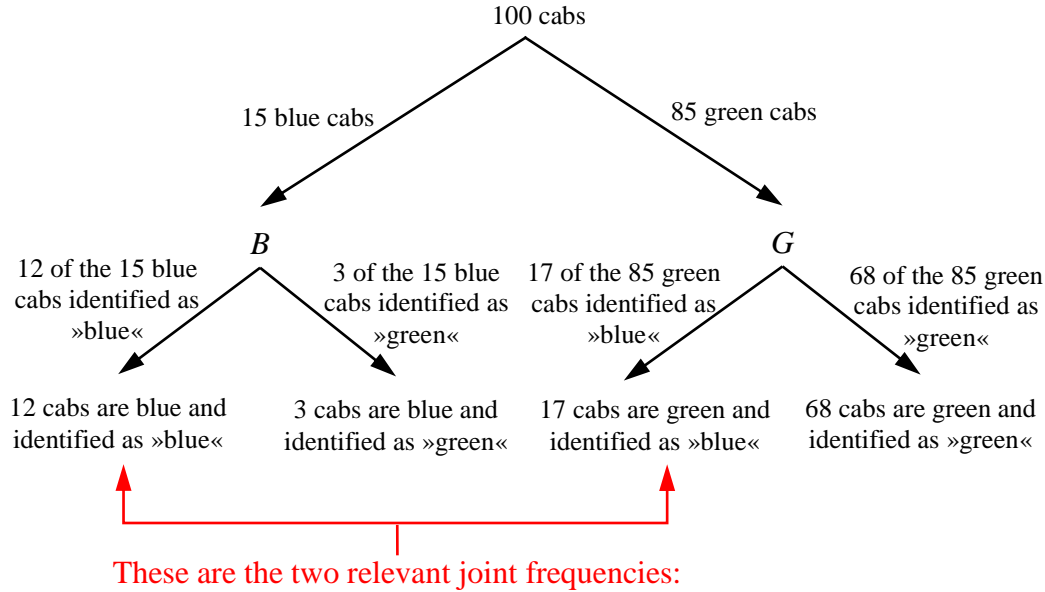 100 cabs
15 blue cabs
85 green cabs
B
G
12 of the 15 blue
cabs identified as
»blue«
3 of the 15 blue
cabs identified as
»green«
17 of the 85 green
cabs identified as
»blue«
68 of the 85 green
cabs identified as
»green«
12 cabs are blue and
identified as »blue«
3 cabs are blue and
identified as »green«
17 cabs are green and
identified as »blue«
68 cabs are green and
identified as »green«
These are the two relevant joint frequencies: